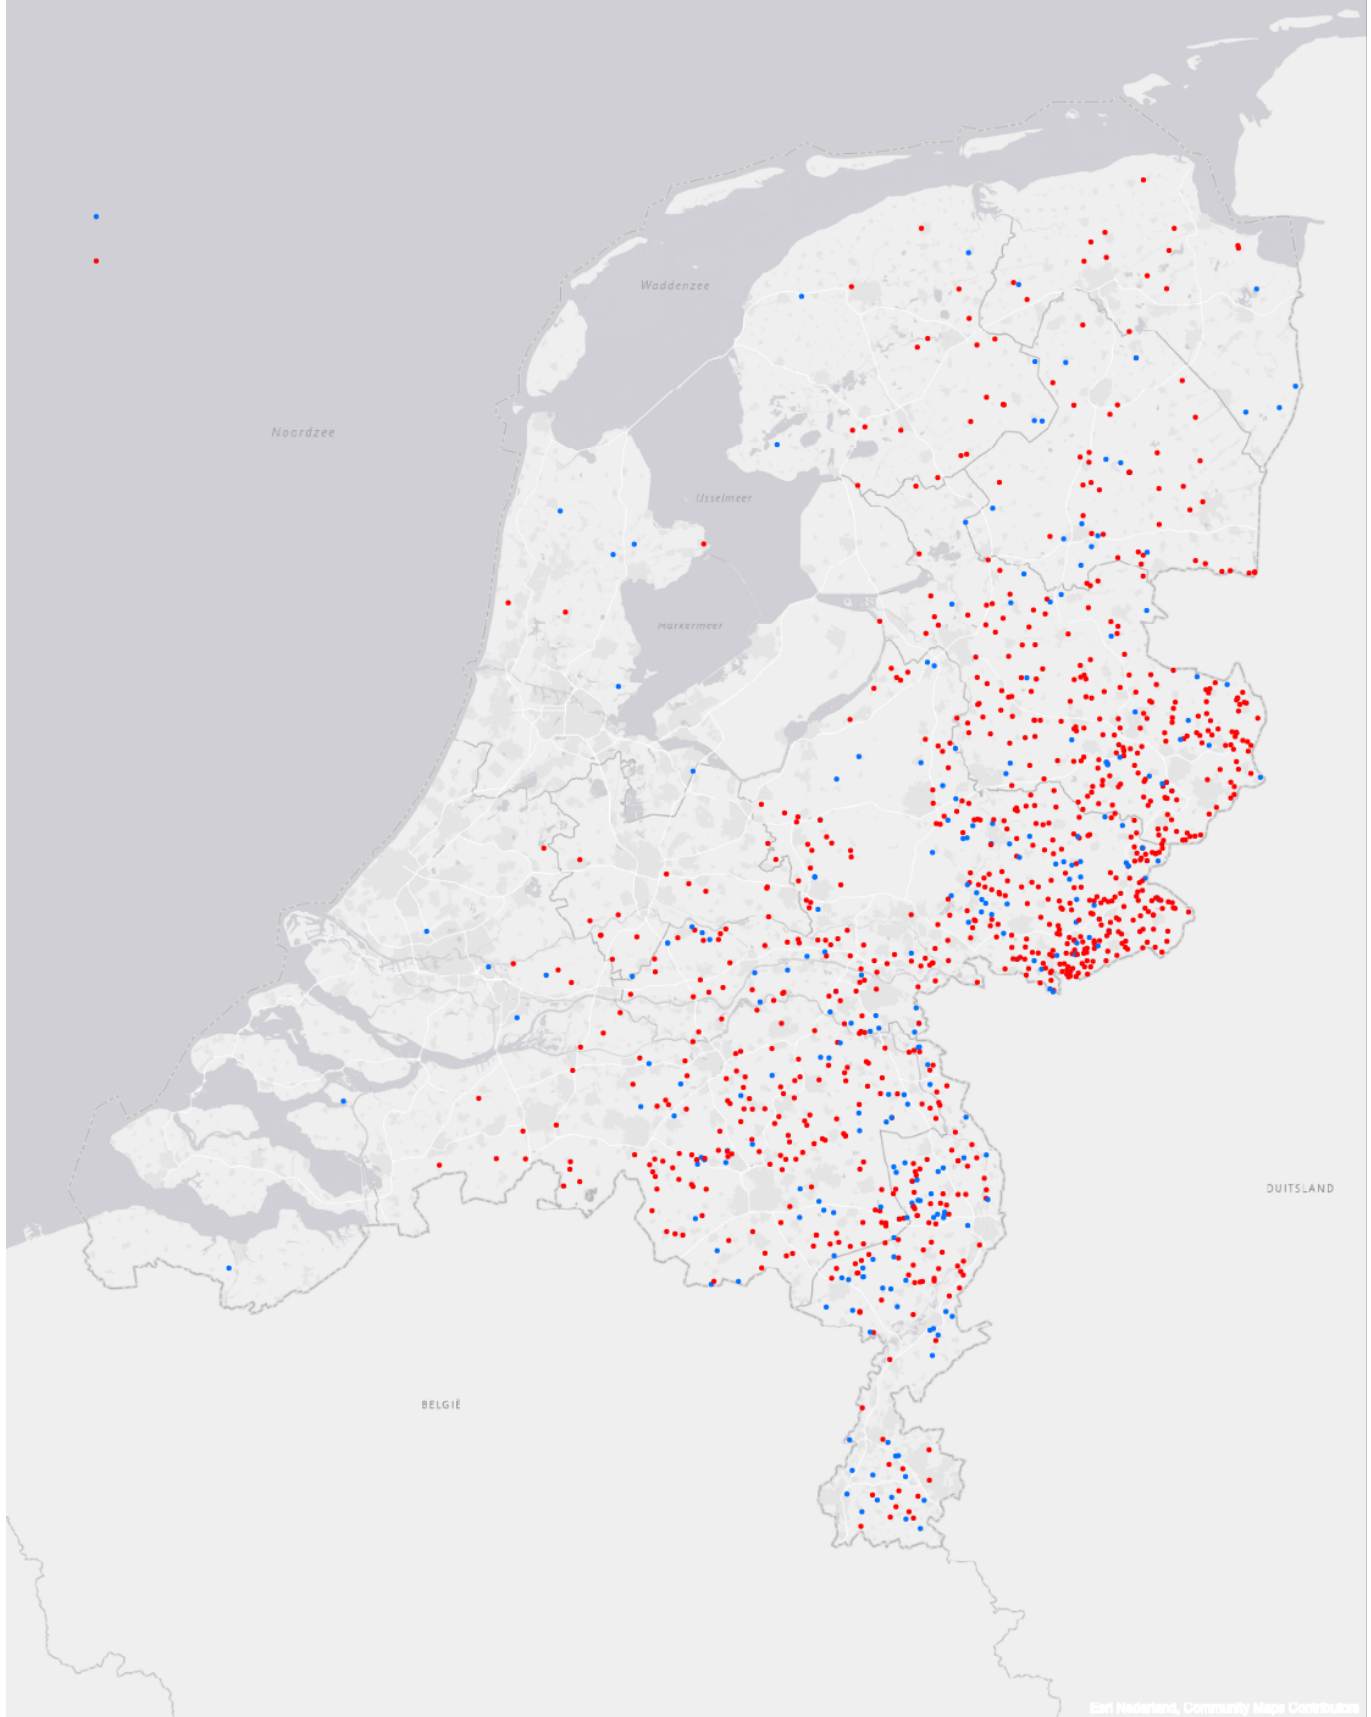 Waddenzee
Noordzee
IJsselmeer
Markermeer
DUITSLAND
BELGIË
Esri Nederland, Community Maps Contributors